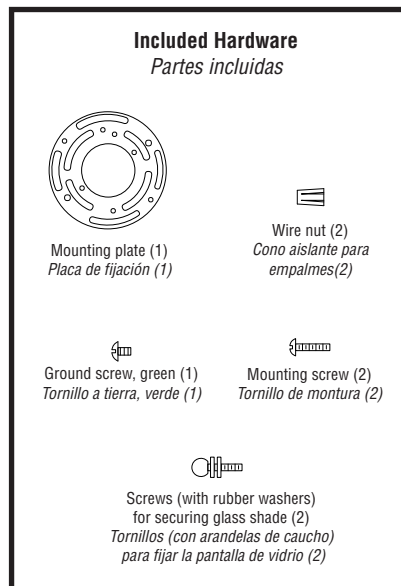 Included Hardware
Partes incluidas
Mounting plate (1)
Placa de fijación (1)
Wire nut (2)
Cono aislante para
empalmes(2)
Ground screw, green (1)
Tornillo a tierra, verde (1)
Mounting screw (2)
Tornillo de montura (2)
Screws (with rubber washers)
for securing glass shade (2)
Tornillos (con arandelas de caucho)
para fijar la pantalla de vidrio (2)